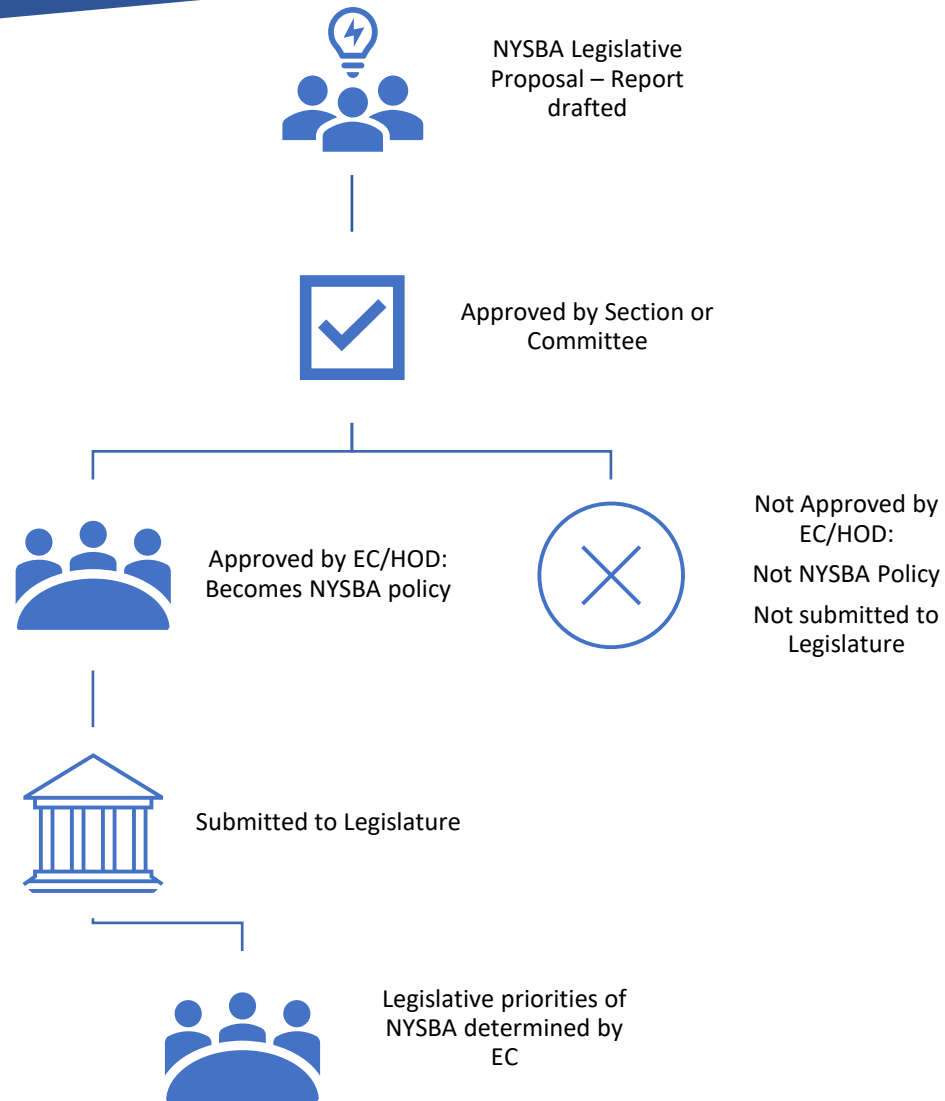 NYSBA Legislative
Proposal – Report
drafted
Approved by Section or
Committee
Approved by EC/HOD:
Becomes NYSBA policy
Not Approved by
EC/HOD:
Not NYSBA Policy
Not submitted to
Legislature
Submitted to Legislature
Legislative priorities of
NYSBA determined by
EC